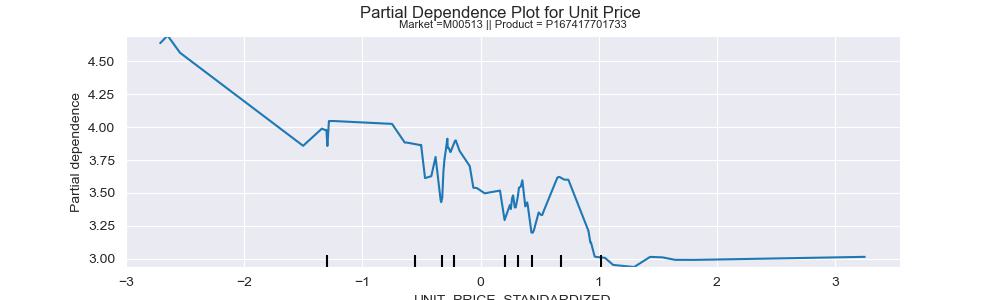 Partial Dependence Plot for Unit Price
Market =M00513 || Product = P167417701733
4.50
4.25
4.00
3.75
3.50
3.25
3.00
Partial dependence
−3 −2 −1 0 1 2 3
UNIT_PRICE_STANDARDIZED